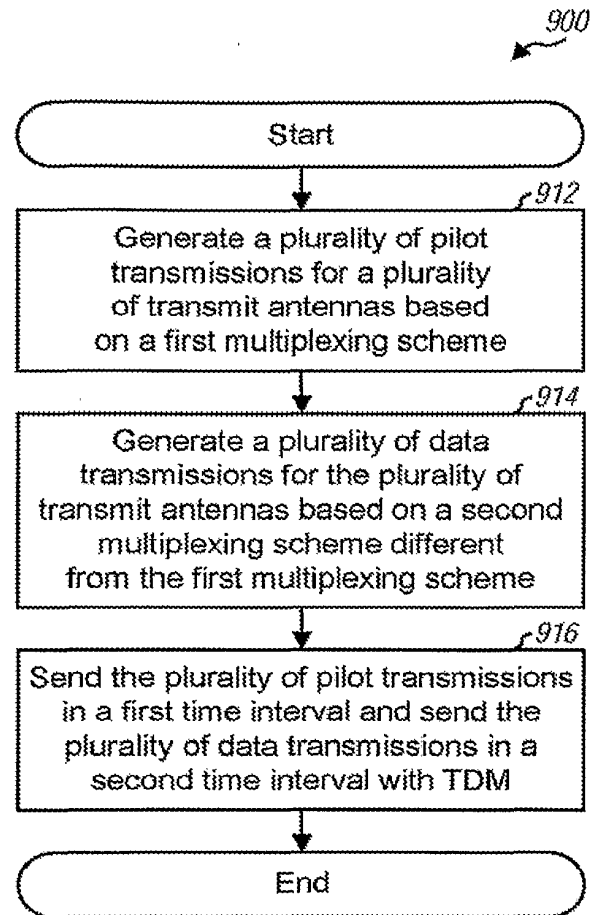 900
Start
912
Generate a plurality of pilot
transmissions for a plurality
of transmit antennas based
on a first multiplexing scheme
914
Generate a plurality of data
transmissions for the plurality of
transmit antennas based on a second
multiplexing scheme different
from the first multiplexing scheme
916
Send the plurality of pilot transmissions
in a first time interval and send the
plurality of data transmissions in a
second time interval with TDM
End